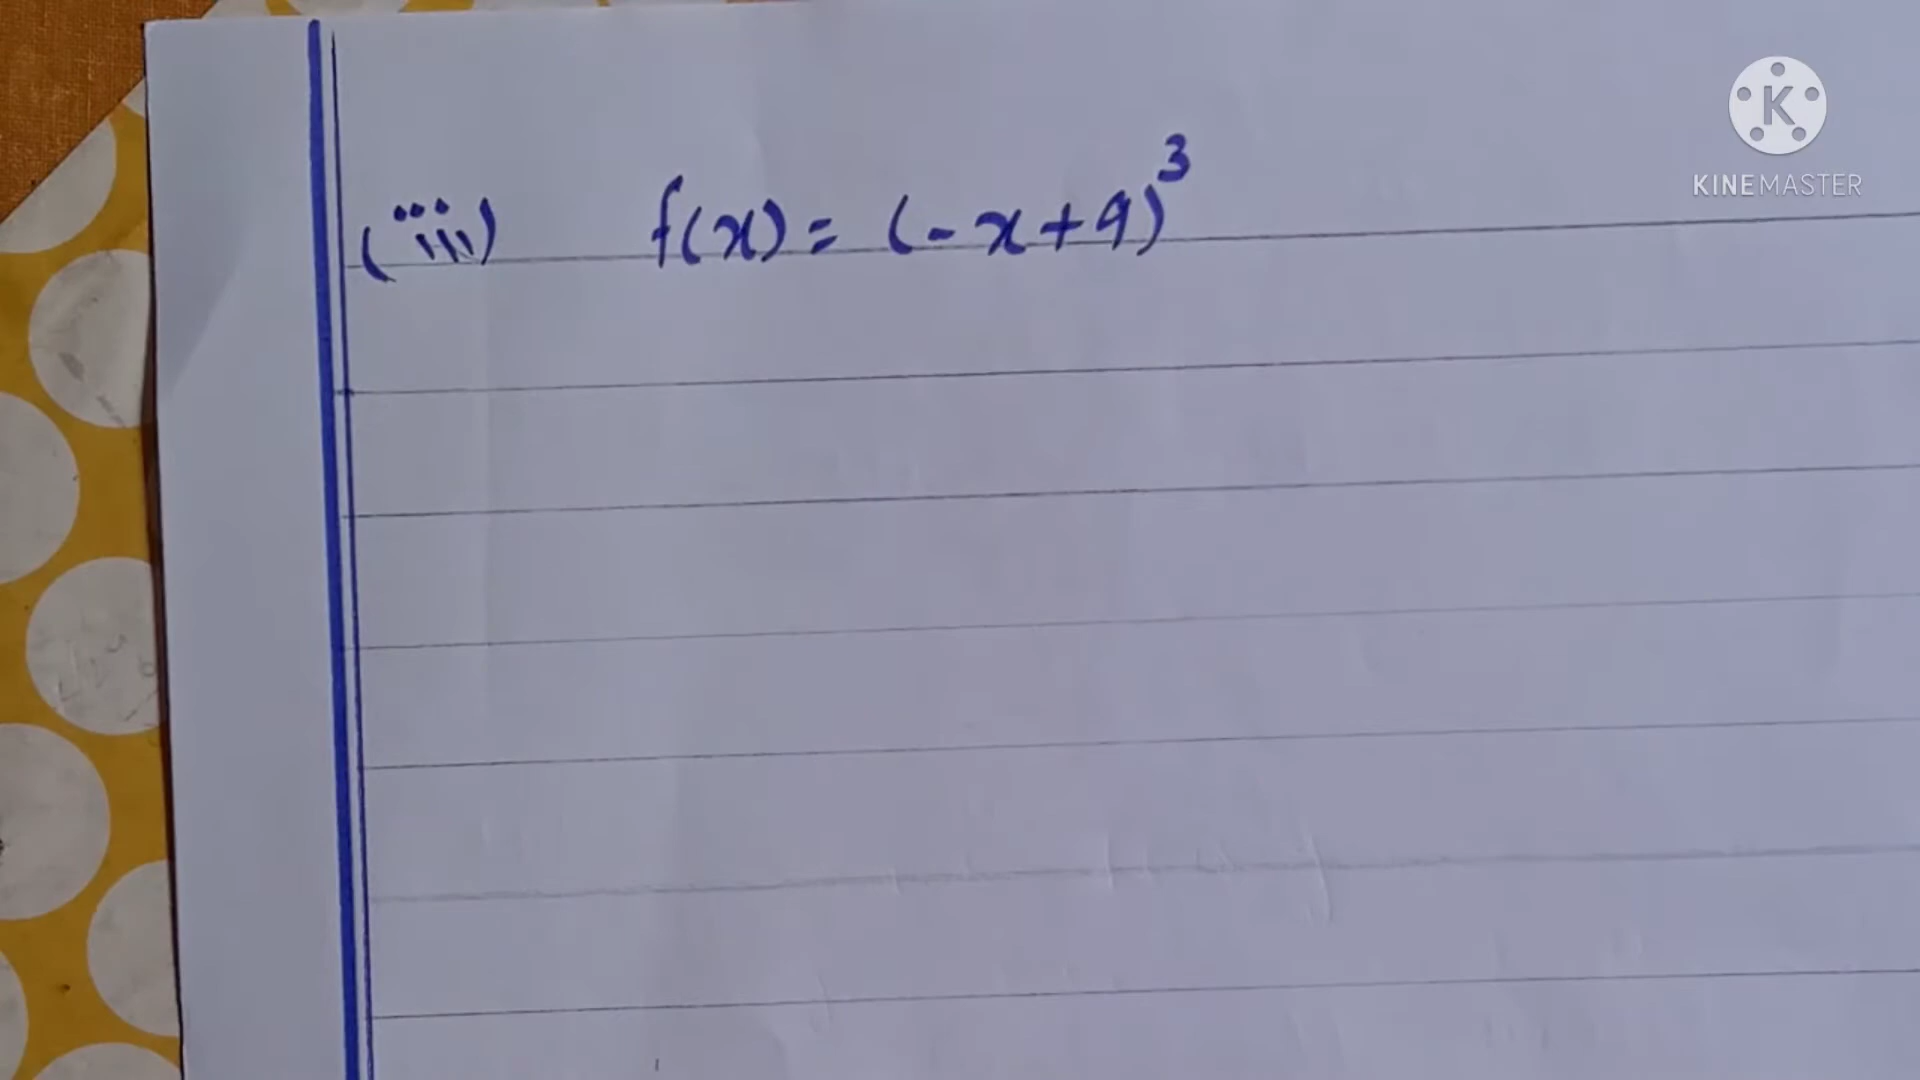 (iii) f(x) = (-x+9)³
K
KINEMASTER